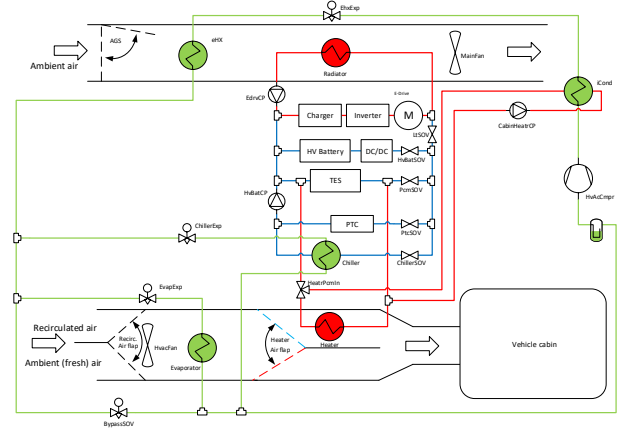 EhxExp
AGS
eHX
Ambient air
Radiator
MainFan
iCond
E-Drive
EdrvCP
Charger
Inverter
M
CabinHeatrCP
LtSOV
HV Battery
DC/DC
HvBatSOV
TES
PcmSOV
HvAcCmpr
HvBatCP
PTC
PtcSOV
ChillerExp
Chiller
ChillerSOV
HeatrPcmIn
EvapExp
Recirculated air
Recirc.
Air flap
HvacFan
Heater
Air flap
Heater
Vehicle cabin
Ambient (fresh) air
Evaporator
BypassSOV